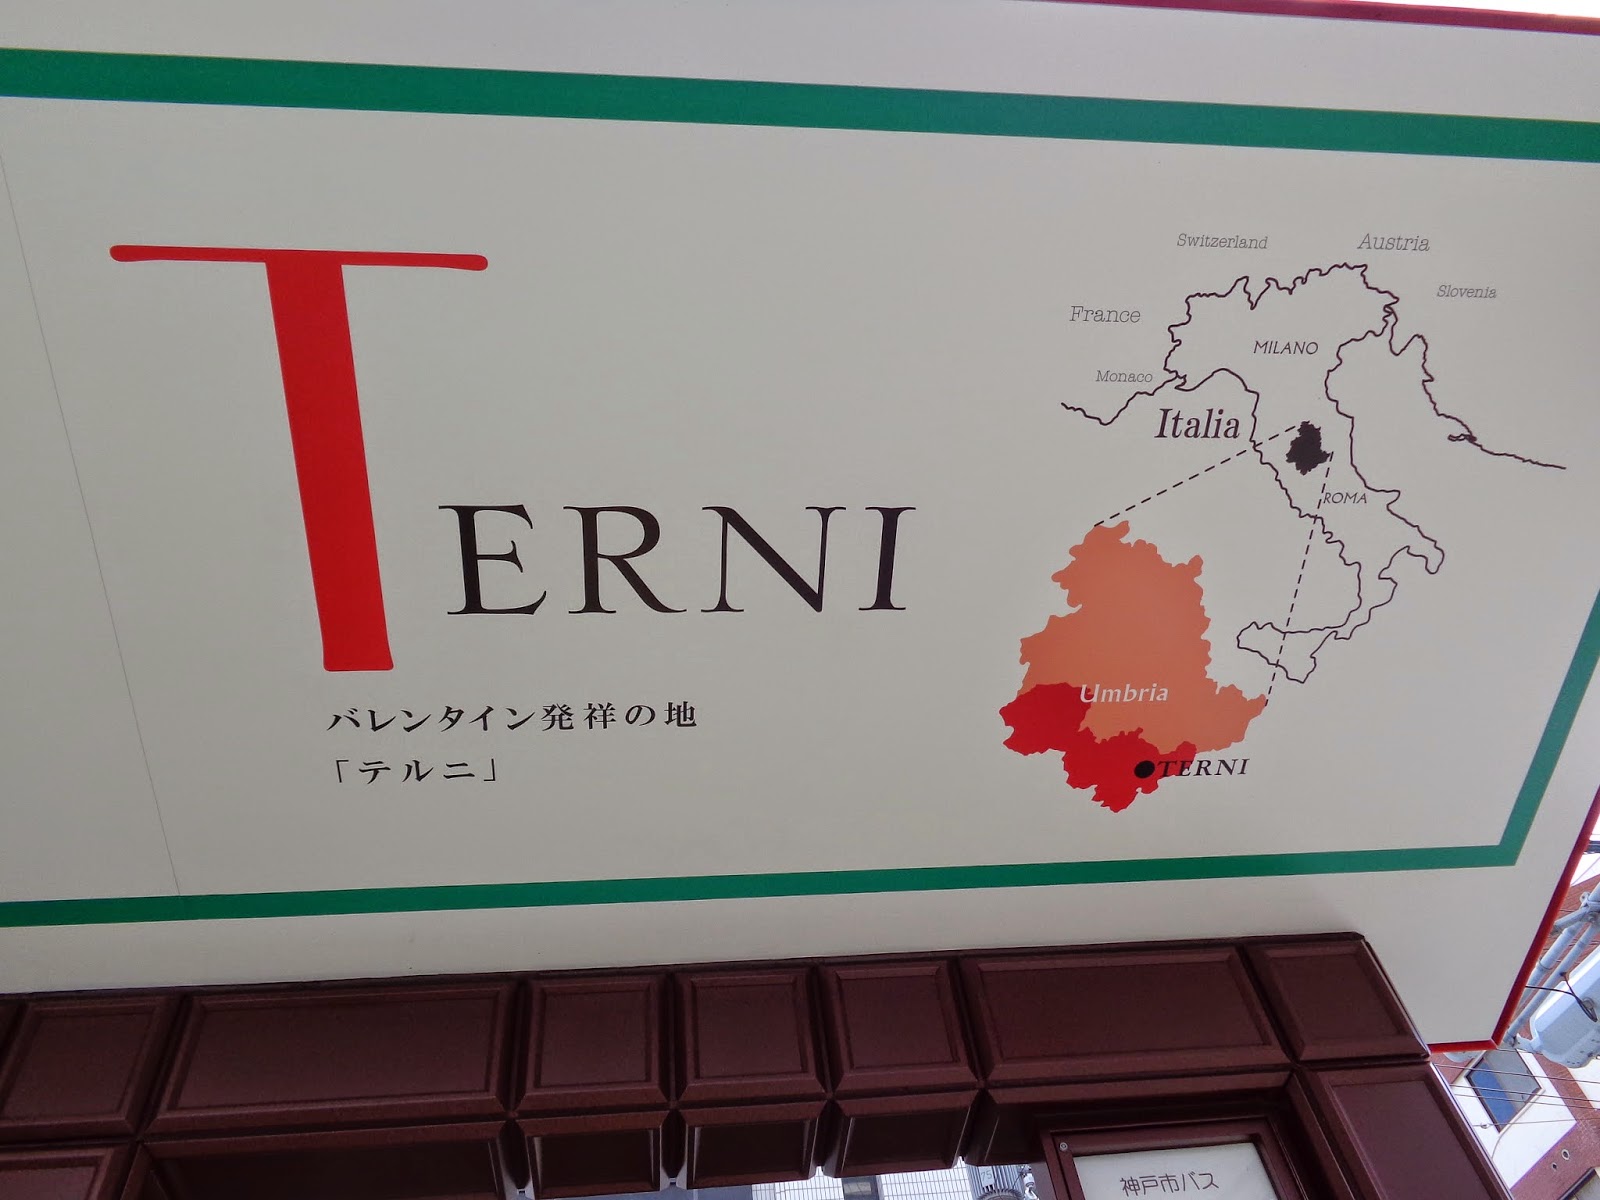 TERNI
バレンタイン発祥の地
「テルニ」
Switzerland
Austria
Slovenia
France
MILANO
Monaco
Italia
ROMA
Umbria
TERNI
神戸市バス